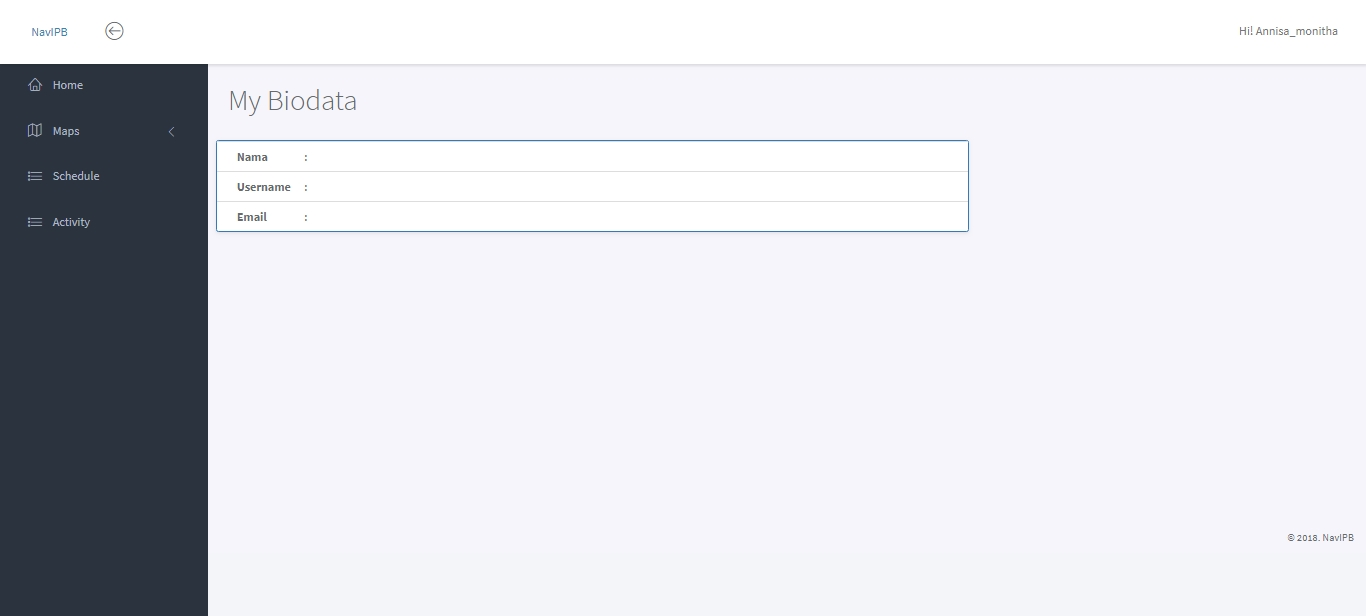 NavIPB
Hi! Annisa_monitha
Home
Maps
Schedule
Activity
My Biodata
Nama :
Username :
Email :
© 2018. NavIPB